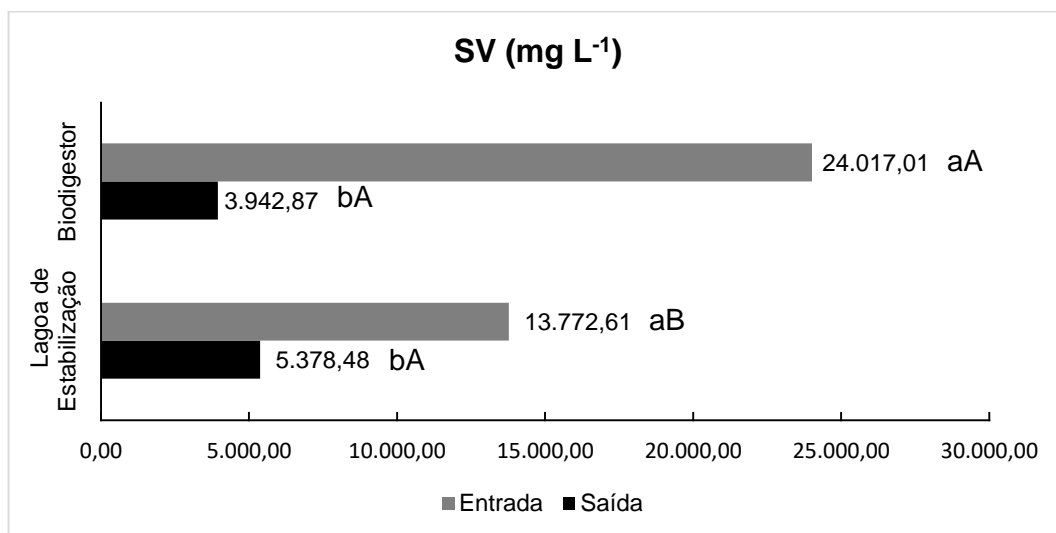 SV (mg L⁻¹)
Biodigestor
24.017,01 aA
3.942,87 bA
Lagoa de
Estabilização
13.772,61 aB
5.378,48 bA
0,00 5.000,00 10.000,00 15.000,00 20.000,00 25.000,00 30.000,00
Entrada Saída